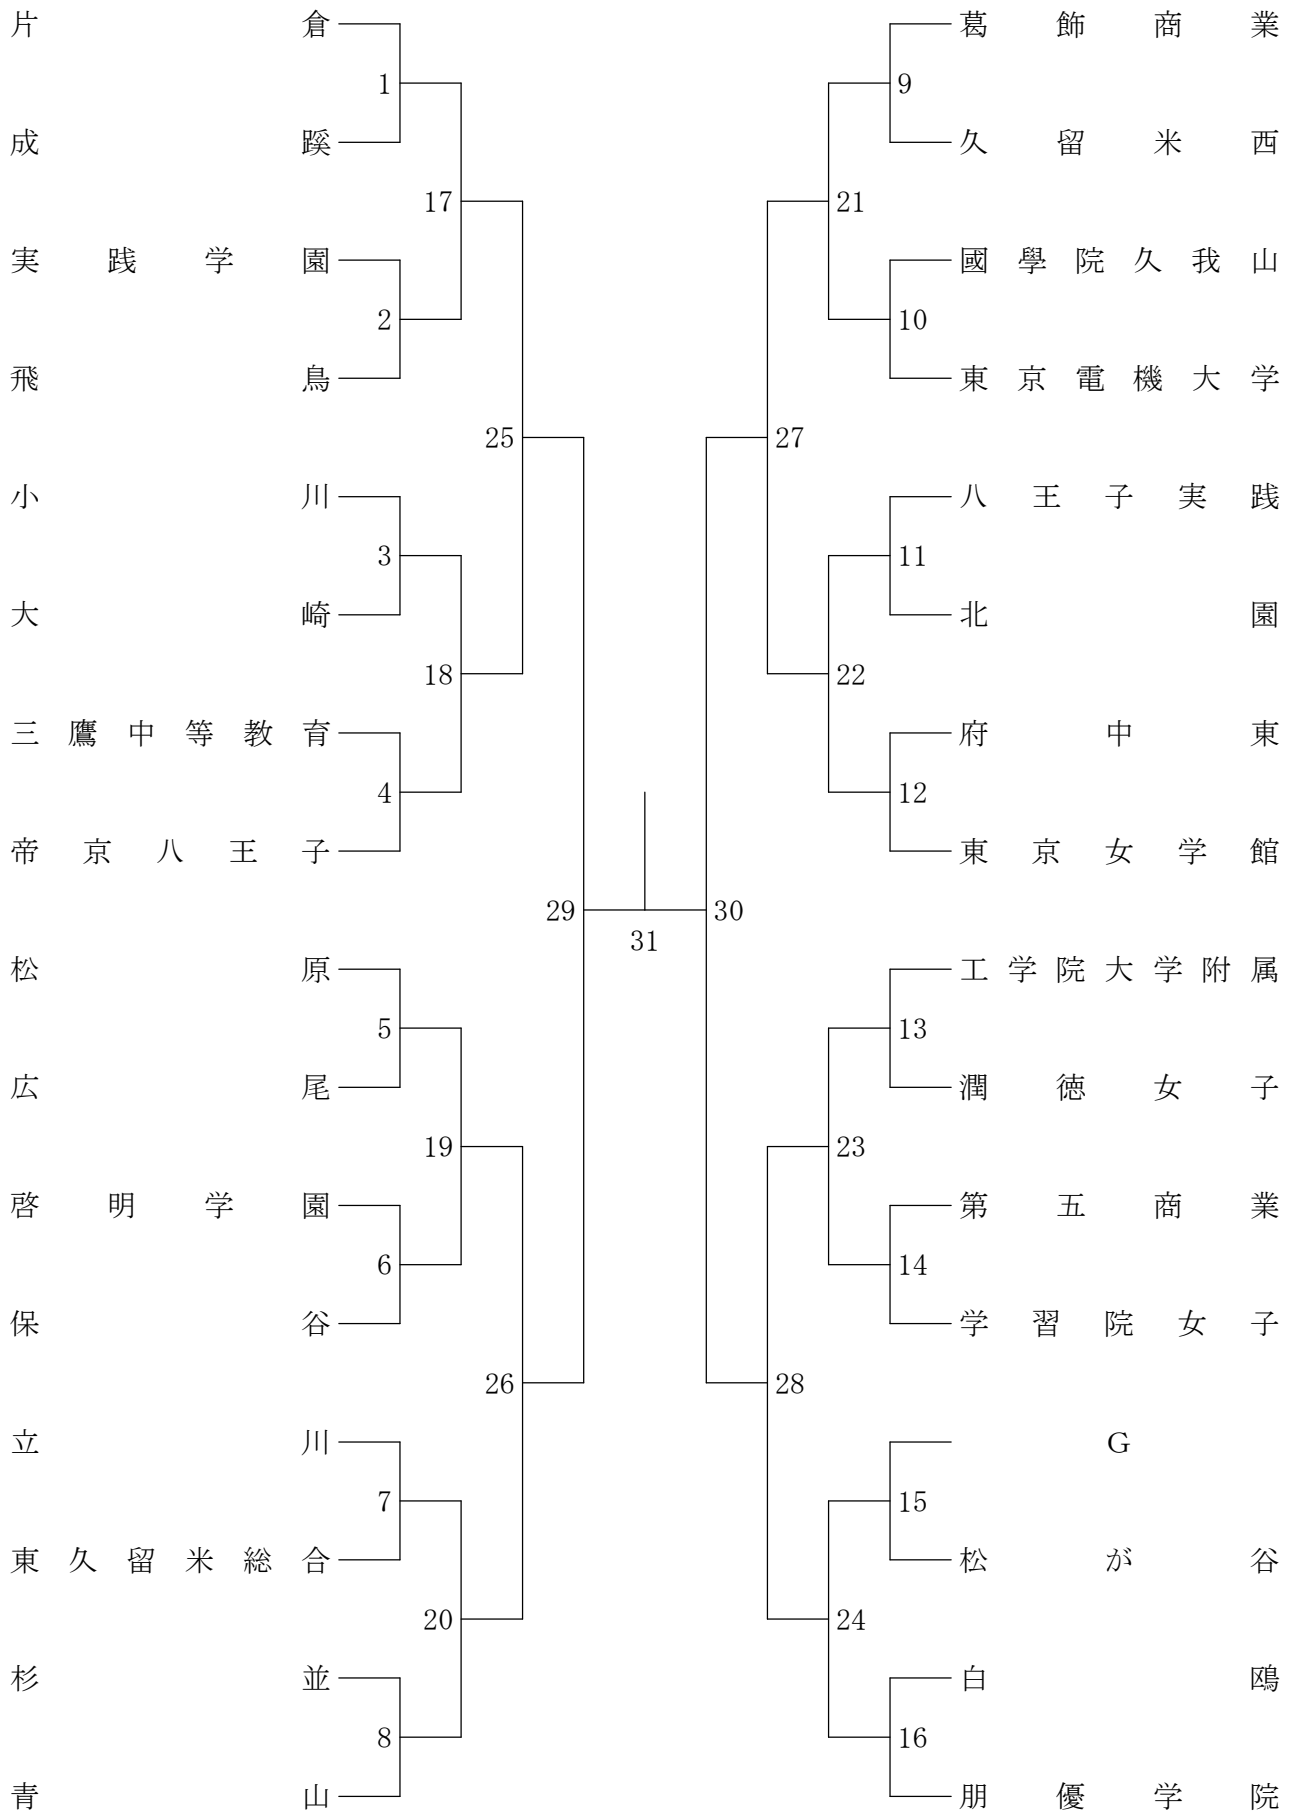 片倉
1
成蹊
17
実践学園
2
飛鳥
25
小川
3
大崎
18
三鷹中等教育
4
帝京八王子
29
松原
5
広尾
19
啓明学園
6
保谷
26
立川
7
東久留米総合
20
杉並
8
青山
31
葛飾商業
9
久留米西
21
國學院久我山
10
東京電機大学
27
八王子実践
11
北園
22
府中東
12
東京女学館
30
工学院大学附属
13
潤徳女子
23
第五商業
14
学習院女子
28
G
15
松が谷
24
白鴎
16
朋優学院